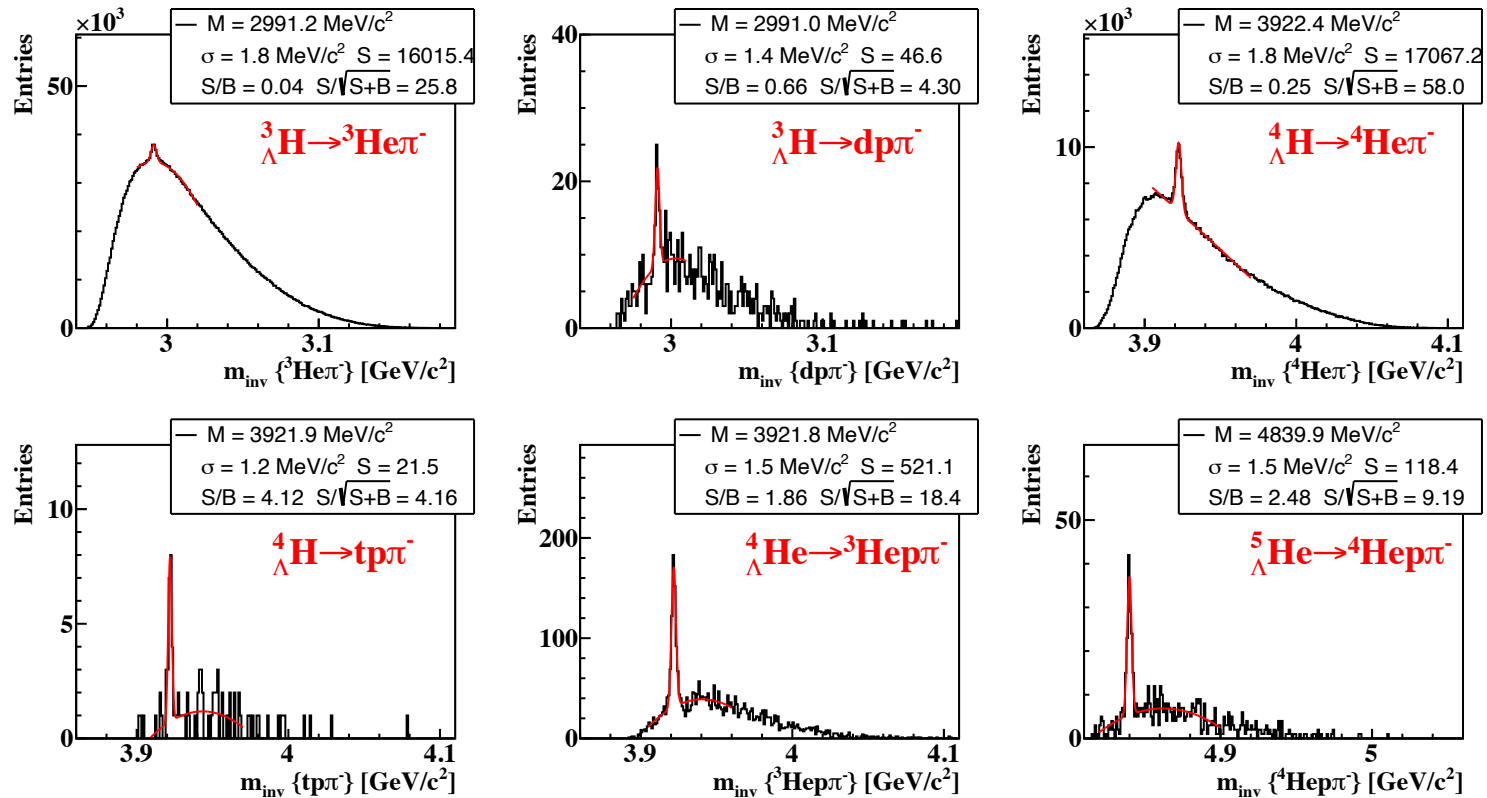 ×10³
Entries
50
0
3
3.1
— M = 2991.2 MeV/c²
σ = 1.8 MeV/c² S = 16015.4
S/B = 0.04 S/√S+B = 25.8
³ΛH→³Heπ⁻
m_inv {³Heπ⁻} [GeV/c²]
Entries
40
20
0
3
3.1
— M = 2991.0 MeV/c²
σ = 1.4 MeV/c² S = 46.6
S/B = 0.66 S/√S+B = 4.30
³ΛH→dpπ⁻
m_inv {dpπ⁻} [GeV/c²]
×10³
Entries
10
0
3.9
4
4.1
— M = 3922.4 MeV/c²
σ = 1.8 MeV/c² S = 17067.2
S/B = 0.25 S/√S+B = 58.0
⁴ΛH→⁴Heπ⁻
m_inv {⁴Heπ⁻} [GeV/c²]
Entries
10
5
0
3.9
4
4.1
— M = 3921.9 MeV/c²
σ = 1.2 MeV/c² S = 21.5
S/B = 4.12 S/√S+B = 4.16
⁴ΛH→tpπ⁻
m_inv {tpπ⁻} [GeV/c²]
Entries
200
100
0
3.9
4
4.1
— M = 3921.8 MeV/c²
σ = 1.5 MeV/c² S = 521.1
S/B = 1.86 S/√S+B = 18.4
⁴ΛHe→³Hepπ⁻
m_inv {³Hepπ⁻} [GeV/c²]
Entries
50
0
4.9
5
— M = 4839.9 MeV/c²
σ = 1.5 MeV/c² S = 118.4
S/B = 2.48 S/√S+B = 9.19
⁵ΛHe→⁴Hepπ⁻
m_inv {⁴Hepπ⁻} [GeV/c²]